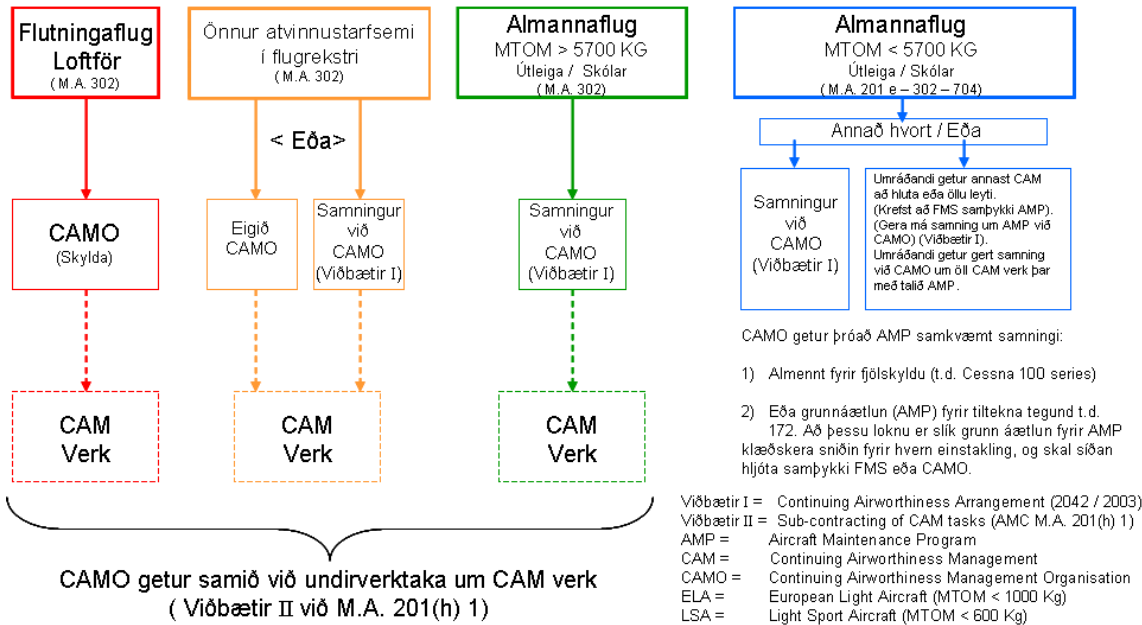 Flutningaflug
Loftför
( M.A. 302)
Önnur atvinnustarfsemi
í flugrekstri
( M.A. 302)
Almannaflug
MTOM > 5700 KG
Útleiga / Skólar
(M.A. 302)
Almannaflug
MTOM < 5700 KG
Útleiga / Skólar
(M.A. 201 e – 302 – 704)
< Eða>
Annað hvort / Eða
CAMO
(Skylda)
Eigið
CAMO
Samningur
við
CAMO
(Viðbætir I)
Samningur
við
CAMO
(Viðbætir I)
Samningur
við
CAMO
(Viðbætir I)
Umráðandi getur annast CAM
að hluta eða öllu leyti.
(Krefst að FMS samþykki AMP).
(Gera má samning um AMP við
CAMO) (Viðbætir I).
Umráðandi getur gert samning
við CAMO um öll CAM verk þar
með talið AMP.
CAM
Verk
CAM
Verk
CAM
Verk
CAMO getur þróað AMP samkvæmt samningi:
1) Almennt fyrir fjölskyldu (t.d. Cessna 100 series)
2) Eða grunnáætlun (AMP) fyrir tiltekna tegund t.d.
172. Að þessu loknu er slík grunn áætlun fyrir AMP
klæðskera sniðin fyrir hvern einstakling, og skal síðan
hljóta samþykki FMS eða CAMO.
CAMO getur samið við undirverktaka um CAM verk
( Viðbætir II við M.A. 201(h) 1)
Viðbætir I = Continuing Airworthiness Arrangement (2042 / 2003)
Viðbætir II = Sub-contracting of CAM tasks (AMC M.A. 201(h) 1)
AMP = Aircraft Maintenance Program
CAM = Continuing Airworthiness Management
CAMO = Continuing Airworthiness Management Organisation
ELA = European Light Aircraft (MTOM < 1000 Kg)
LSA = Light Sport Aircraft (MTOM < 600 Kg)